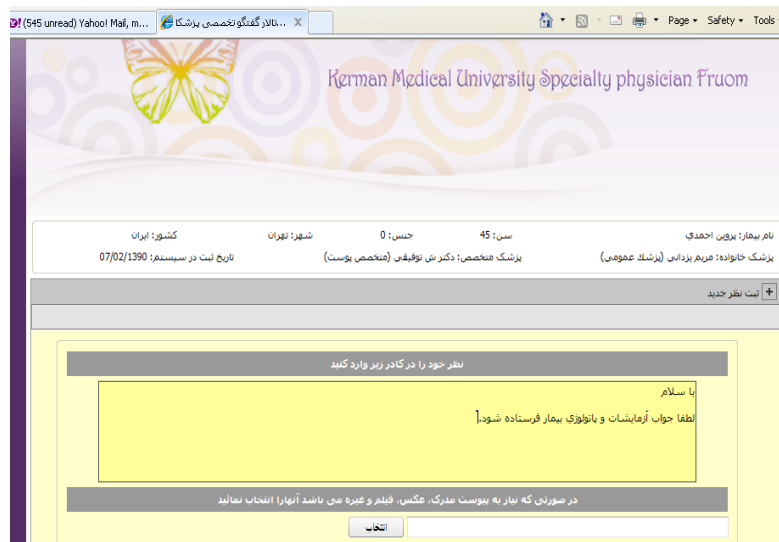 (545 unread) Yahoo! Mail, m...
تالار گفتگو تخصصی پزشکا...
X
Page
Safety
Tools
Kerman Medical University Specialty physician Fruom
نام بیمار: پروین احمدي
سن: 45
جنس: 0
شهر: تهران
کشور: ایران
پزشک خانواده: مریم یزدانی (پزشك عمومی)
پزشک متخصص: دکتر ش توفیقی (متخصص پوست)
تاریخ ثبت در سیستم: 07/02/1390
ثبت نظر جدید
نظر خود را در کادر زیر وارد کنید
با سلام
لطفا جواب آزمایشات و پاتولوژي بیمار فرستاده شود.
در صورتی که نیاز به پیوست مدرک، عکس، فیلم و غیره می باشد آنهارا انتخاب نمائید
انتخاب